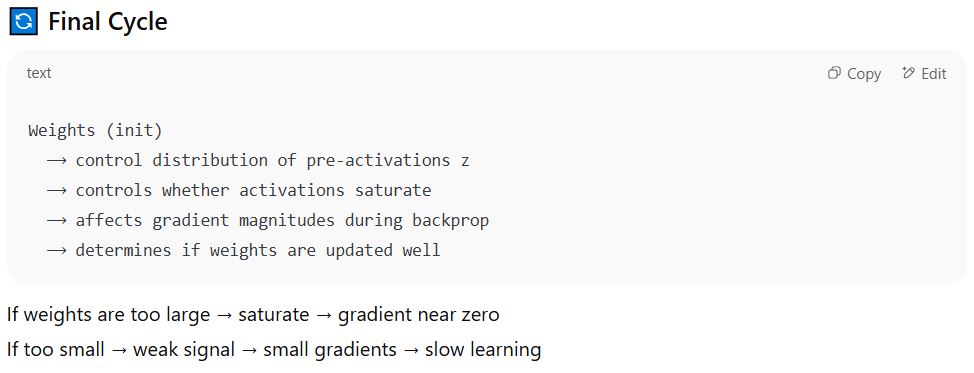 🔄 Final Cycle
text
Copy
Edit
Weights (init)
→ control distribution of pre-activations z
→ controls whether activations saturate
→ affects gradient magnitudes during backprop
→ determines if weights are updated well
If weights are too large → saturate → gradient near zero
If too small → weak signal → small gradients → slow learning